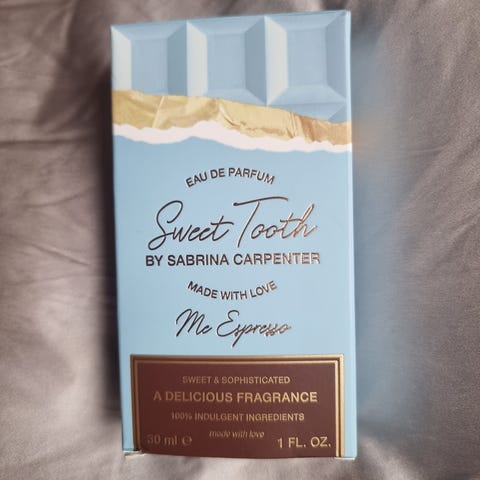 EAU DE PARFUM
Sweet Tooth
BY SABRINA CARPENTER
MADE WITH LOVE
Me Espresso
SWEET & SOPHISTICATED
A DELICIOUS FRAGRANCE
100% INDULGENT INGREDIENTS
made with love
30 ml ℮ 1 FL. OZ.